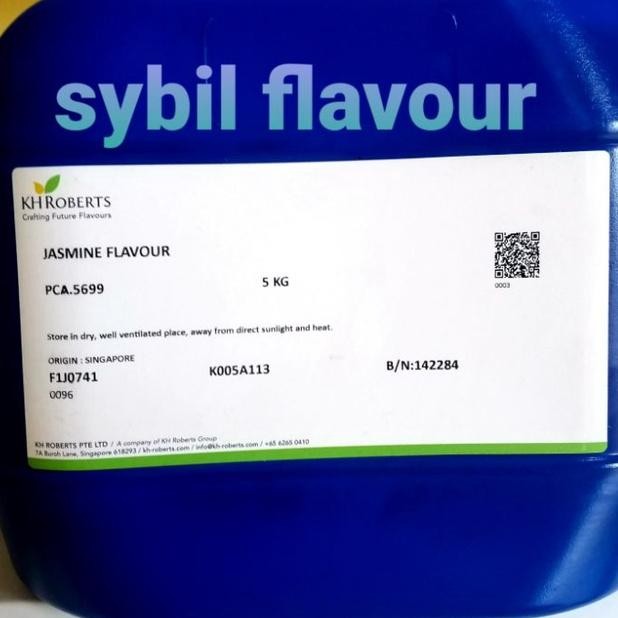 sybil flavour
KH ROBERTS
Crafting Future Flavours
JASMINE FLAVOUR
PCA.5699
5 KG
0003
Store in dry, well ventilated place, away from direct sunlight and heat.
ORIGIN : SINGAPORE
F1J0741
K005A113
B/N:142284
0096
KH ROBERTS PTE LTD / A company of KH Roberts Group
7A Buroh Lane, Singapore 618293 / kh-roberts.com / info@kh-roberts.com / +65 6265 0410